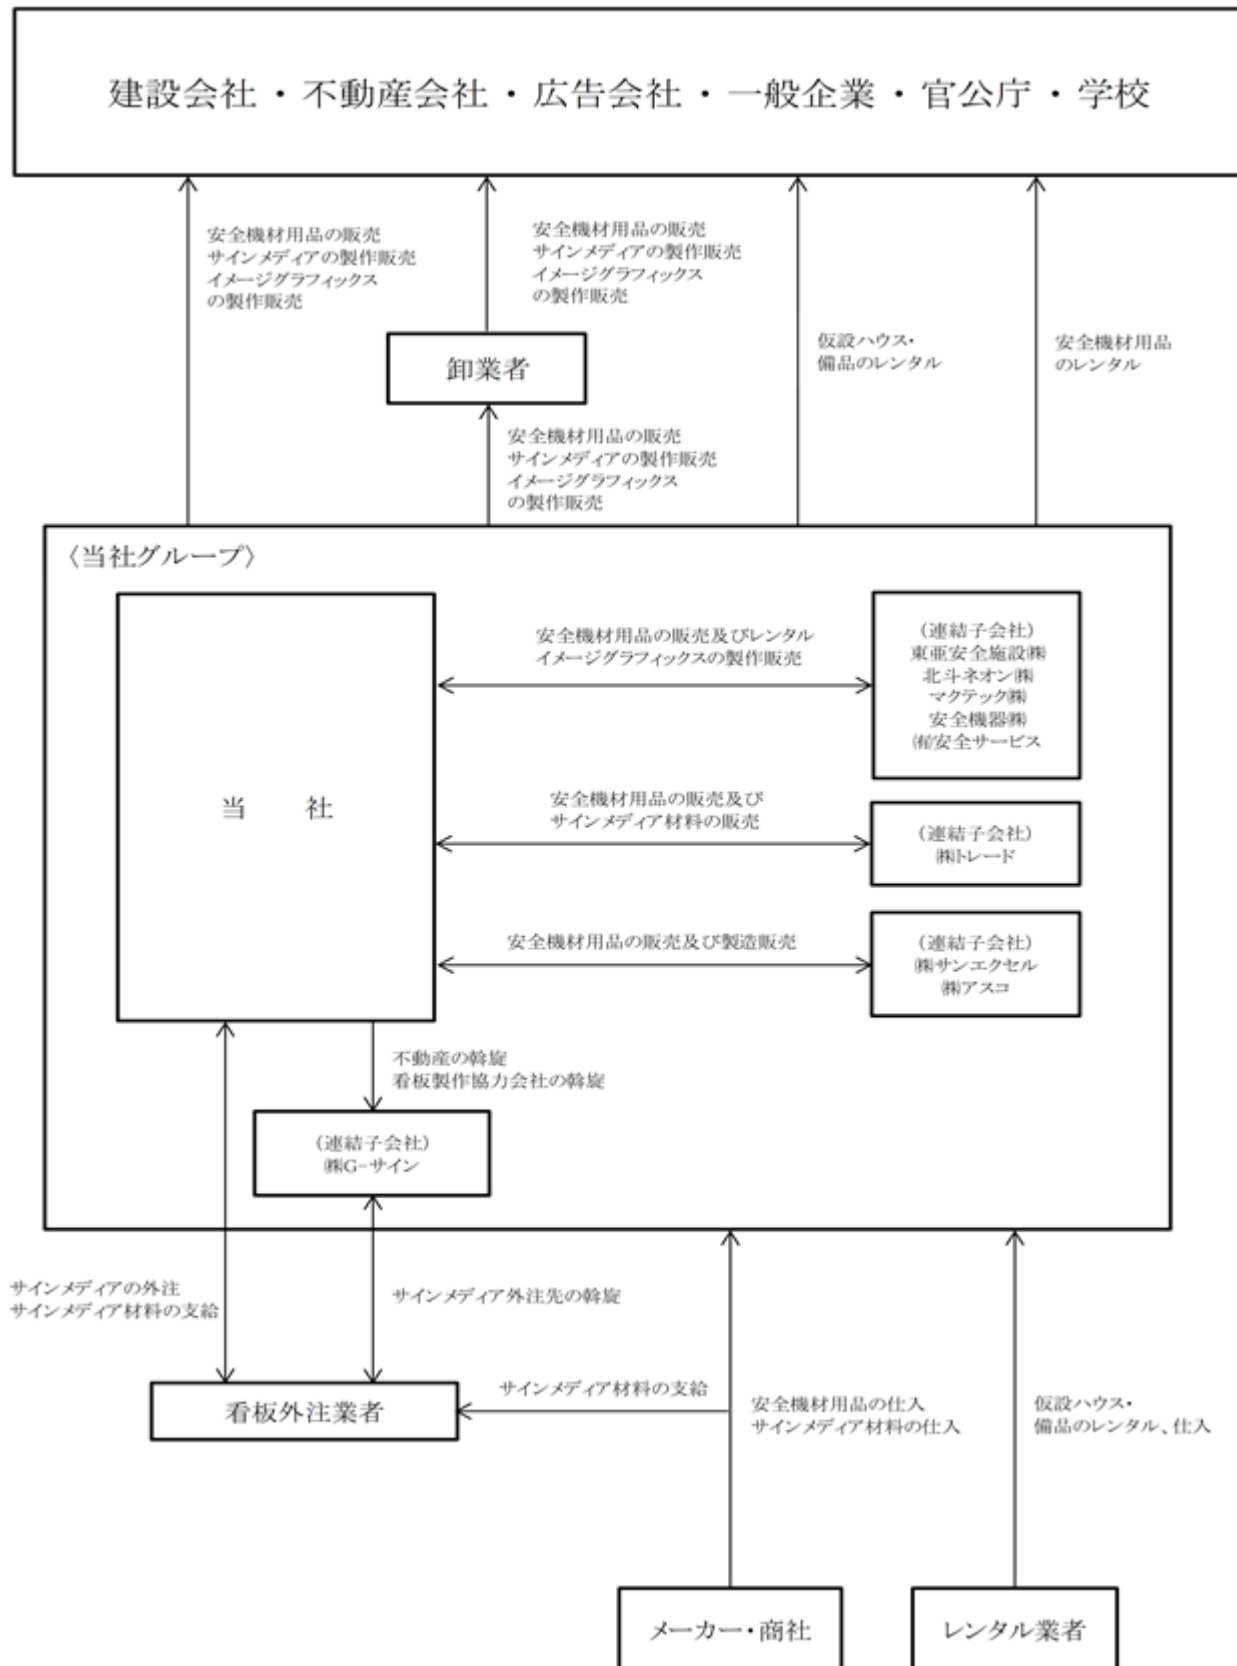 建設会社・不動産会社・広告会社・一般企業・官公庁・学校
安全機材用品の販売
サインメディアの製作販売
イメージグラフィックス
の製作販売
安全機材用品の販売
サインメディアの製作販売
イメージグラフィックス
の製作販売
仮設ハウス・
備品のレンタル
安全機材用品
のレンタル
卸業者
安全機材用品の販売
サインメディアの製作販売
イメージグラフィックス
の製作販売
〈当社グループ〉
当　社
安全機材用品の販売及びレンタル
イメージグラフィックスの製作販売
(連結子会社)
東亜安全施設㈱
北斗ネオン㈱
マクテック㈱
安全機器㈱
㈲安全サービス
安全機材用品の販売及び
サインメディア材料の販売
(連結子会社)
㈱トレード
安全機材用品の販売及び製造販売
(連結子会社)
㈱サンエクセル
㈱アスコ
不動産の斡旋
看板製作協力会社の斡旋
(連結子会社)
㈱G-サイン
サインメディアの外注
サインメディア材料の支給
サインメディア外注先の斡旋
看板外注業者
サインメディア材料の支給
安全機材用品の仕入
サインメディア材料の仕入
仮設ハウス・
備品のレンタル、仕入
メーカー・商社
レンタル業者